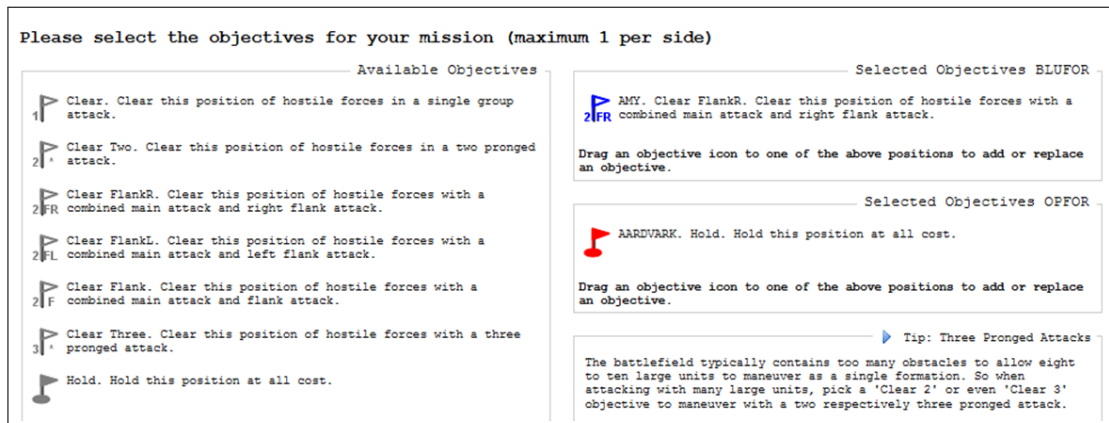 Please select the objectives for your mission (maximum 1 per side)
Available Objectives
1 Clear. Clear this position of hostile forces in a single group
attack.
2 Clear Two. Clear this position of hostile forces in a two pronged
attack.
2 FR Clear FlankR. Clear this position of hostile forces with a
combined main attack and right flank attack.
2 FL Clear FlankL. Clear this position of hostile forces with a
combined main attack and left flank attack.
2 F Clear Flank. Clear this position of hostile forces with a
combined main attack and flank attack.
3 Clear Three. Clear this position of hostile forces with a three
pronged attack.
Hold. Hold this position at all cost.
Selected Objectives BLUFOR
2 FR AMY. Clear FlankR. Clear this position of hostile forces with a
combined main attack and right flank attack.
Drag an objective icon to one of the above positions to add or replace
an objective.
Selected Objectives OPFOR
AARDVARK. Hold. Hold this position at all cost.
Drag an objective icon to one of the above positions to add or replace
an objective.
Tip: Three Pronged Attacks
The battlefield typically contains too many obstacles to allow eight
to ten large units to maneuver as a single formation. So when
attacking with many large units, pick a 'Clear 2' or even 'Clear 3'
objective to maneuver with a two respectively three pronged attack.